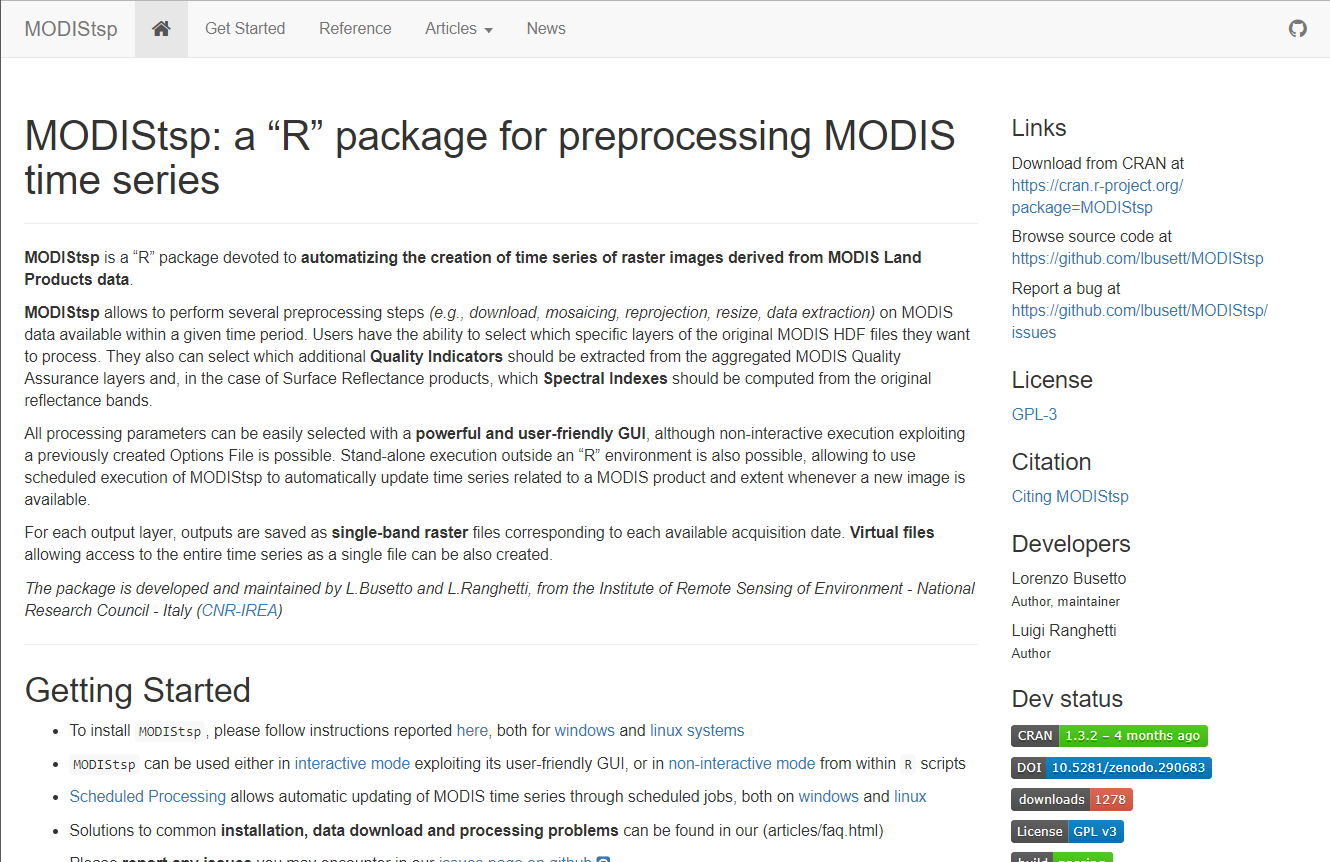 MODIStsp Get Started Reference Articles News
MODIStsp: a “R” package for preprocessing MODIS
time series
MODIStsp is a “R” package devoted to automatizing the creation of time series of raster images derived from MODIS Land
Products data.
MODIStsp allows to perform several preprocessing steps (e.g., download, mosaicing, reprojection, resize, data extraction) on MODIS
data available within a given time period. Users have the ability to select which specific layers of the original MODIS HDF files they want
to process. They also can select which additional Quality Indicators should be extracted from the aggregated MODIS Quality
Assurance layers and, in the case of Surface Reflectance products, which Spectral Indexes should be computed from the original
reflectance bands.
All processing parameters can be easily selected with a powerful and user-friendly GUI, although non-interactive execution exploiting
a previously created Options File is possible. Stand-alone execution outside an “R” environment is also possible, allowing to use
scheduled execution of MODIStsp to automatically update time series related to a MODIS product and extent whenever a new image is
available.
For each output layer, outputs are saved as single-band raster files corresponding to each available acquisition date. Virtual files
allowing access to the entire time series as a single file can be also created.
The package is developed and maintained by L.Busetto and L.Ranghetti, from the Institute of Remote Sensing of Environment - National
Research Council - Italy (CNR-IREA)
Getting Started
To install MODIStsp, please follow instructions reported here, both for windows and linux systems
MODIStsp can be used either in interactive mode exploiting its user-friendly GUI, or in non-interactive mode from within R scripts
Scheduled Processing allows automatic updating of MODIS time series through scheduled jobs, both on windows and linux
Solutions to common installation, data download and processing problems can be found in our (articles/faq.html)
Please report any issues you may encounter in our issues page on github
Links
Download from CRAN at
https://cran.r-project.org/
package=MODIStsp
Browse source code at
https://github.com/lbusett/MODIStsp
Report a bug at
https://github.com/lbusett/MODIStsp/
issues
License
GPL-3
Citation
Citing MODIStsp
Developers
Lorenzo Busetto
Author, maintainer
Luigi Ranghetti
Author
Dev status
CRAN 1.3.2 – 4 months ago
DOI 10.5281/zenodo.290683
downloads 1278
License GPL v3
build passing